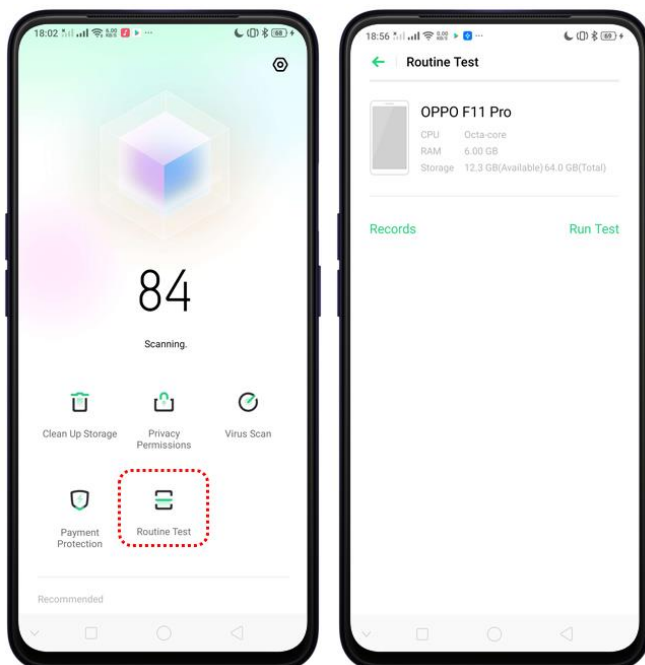 18:02
88
84
Scanning.
Clean Up Storage
Privacy
Permissions
Virus Scan
Payment
Protection
Routine Test
Recommended
18:56
69
Routine Test
OPPO F11 Pro
CPU Octa-core
RAM 6.00 GB
Storage 12,3 GB(Available) 64.0 GB(Total)
Records
Run Test